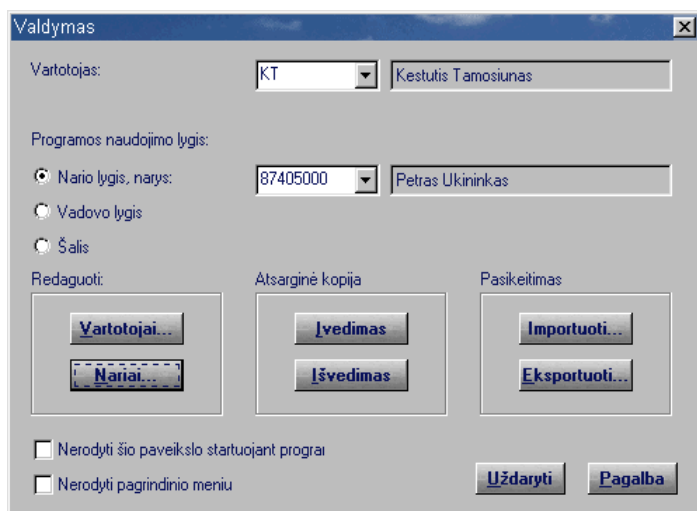 Valdymas
Vartotojas: KT Kestutis Tamosiunas
Programos naudojimo lygis:
Nario lygis, narys: 87405000 Petras Ukininkas
Vadovo lygis
Šalis
Redaguoti: Atsarginė kopija Pasikeitimas
Vartotojai... Įvedimas Importuoti...
Nariai... Išvedimas Eksportuoti...
Nerodyti šio paveikslo startuojant prograı
Nerodyti pagrindinio meniu
Uždaryti Pagalba